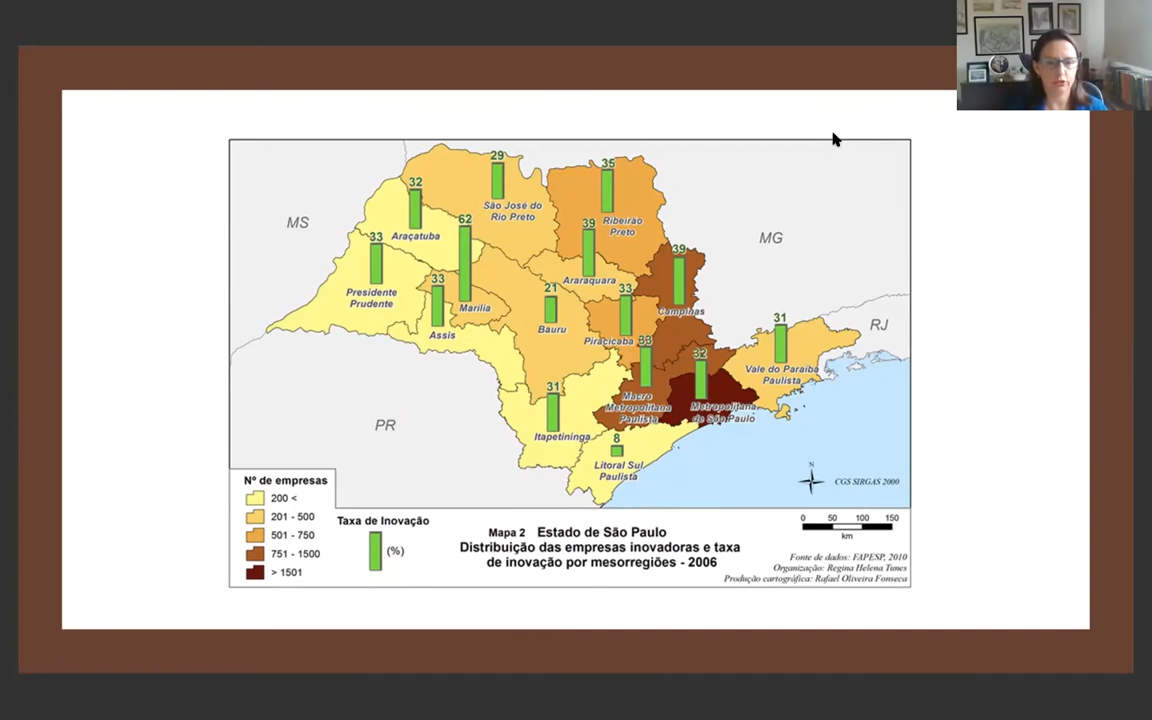 29
São José do
Rio Preto
35
Ribeirão
Preto
32
Araçatuba
62
Marília
39
Araraquara
MS
MG
33
Presidente
Prudente
33
Assis
21
Bauru
33
Piracicaba
39
Campinas
31
Vale do Paraíba
Paulista
RJ
33
Macro
Metropolitana
Paulista
32
Metropolitana
de São Paulo
31
Itapetininga
8
Litoral Sul
Paulista
PR
N
CGS SIRGAS 2000
Nº de empresas
200 <
201 - 500
501 - 750
751 - 1500
> 1501
Taxa de Inovação
(%)
Mapa 2 Estado de São Paulo
Distribuição das empresas inovadoras e taxa
de inovação por mesorregiões - 2006
0 50 100 150
km
Fonte de dados: FAPESP, 2010
Organização: Regina Helena Tunes
Produção cartográfica: Rafael Oliveira Fonseca